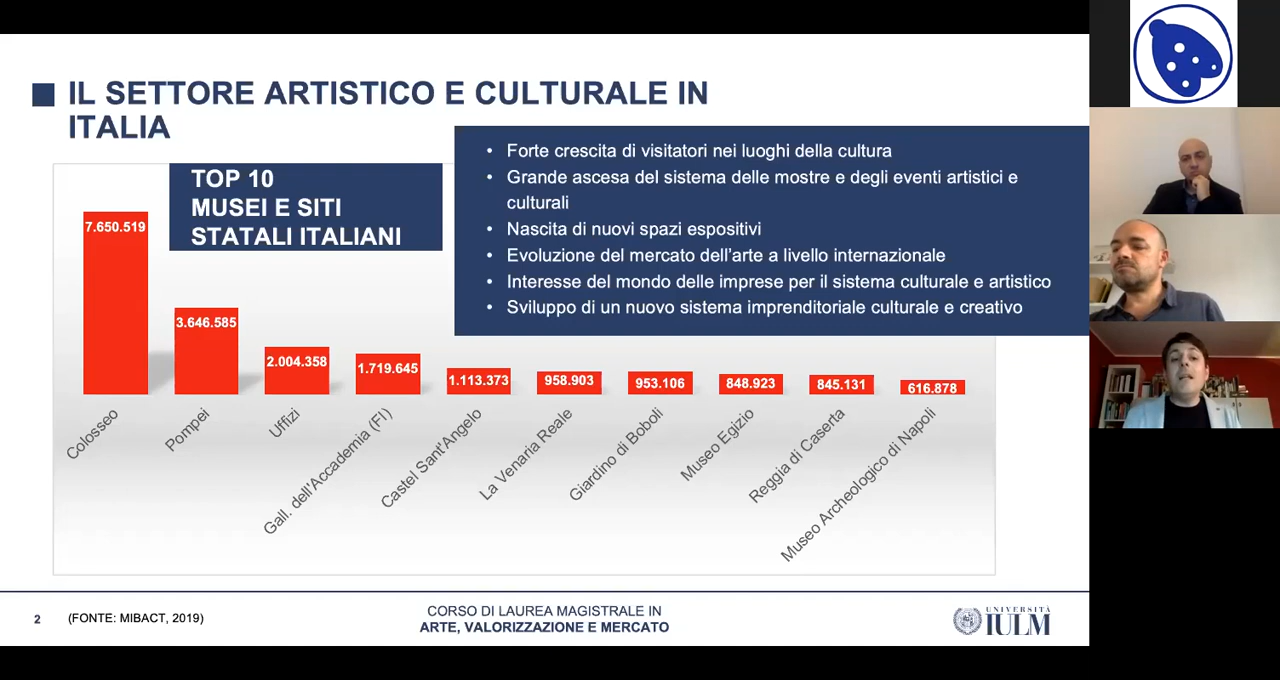 IL SETTORE ARTISTICO E CULTURALE IN
ITALIA
TOP 10
MUSEI E SITI
STATALI ITALIANI
• Forte crescita di visitatori nei luoghi della cultura
• Grande ascesa del sistema delle mostre e degli eventi artistici e
culturali
• Nascita di nuovi spazi espositivi
• Evoluzione del mercato dell'arte a livello internazionale
• Interesse del mondo delle imprese per il sistema culturale e artistico
• Sviluppo di un nuovo sistema imprenditoriale culturale e creativo
7.650.519
3.646.585
2.004.358
1.719.645
1.113.373
958.903
953.106
848.923
845.131
616.878
Colosseo
Pompei
Uffizi
Gall. dell'Accademia (FI)
Castel Sant'Angelo
La Venaria Reale
Giardino di Boboli
Museo Egizio
Reggia di Caserta
Museo Archeologico di Napoli
2
(FONTE: MIBACT, 2019)
CORSO DI LAUREA MAGISTRALE IN
ARTE, VALORIZZAZIONE E MERCATO
UNIVERSITÀ
IULM